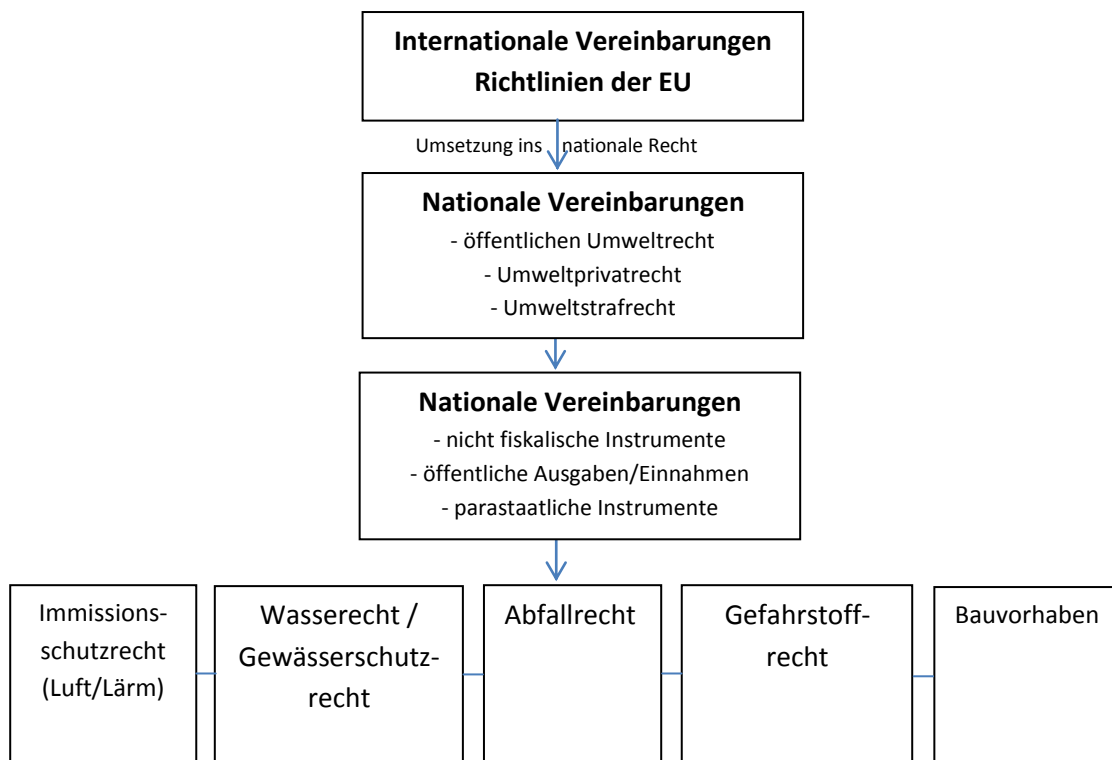 Internationale Vereinbarungen
Richtlinien der EU
Umsetzung ins nationale Recht
Nationale Vereinbarungen
- öffentlichen Umweltrecht
- Umweltprivatrecht
- Umweltstrafrecht
Nationale Vereinbarungen
- nicht fiskalische Instrumente
- öffentliche Ausgaben/Einnahmen
- parastaatliche Instrumente
Immissions-
schutzrecht
(Luft/Lärm)
Wasserecht /
Gewässerschutz-
recht
Abfallrecht
Gefahrstoff-
recht
Bauvorhaben